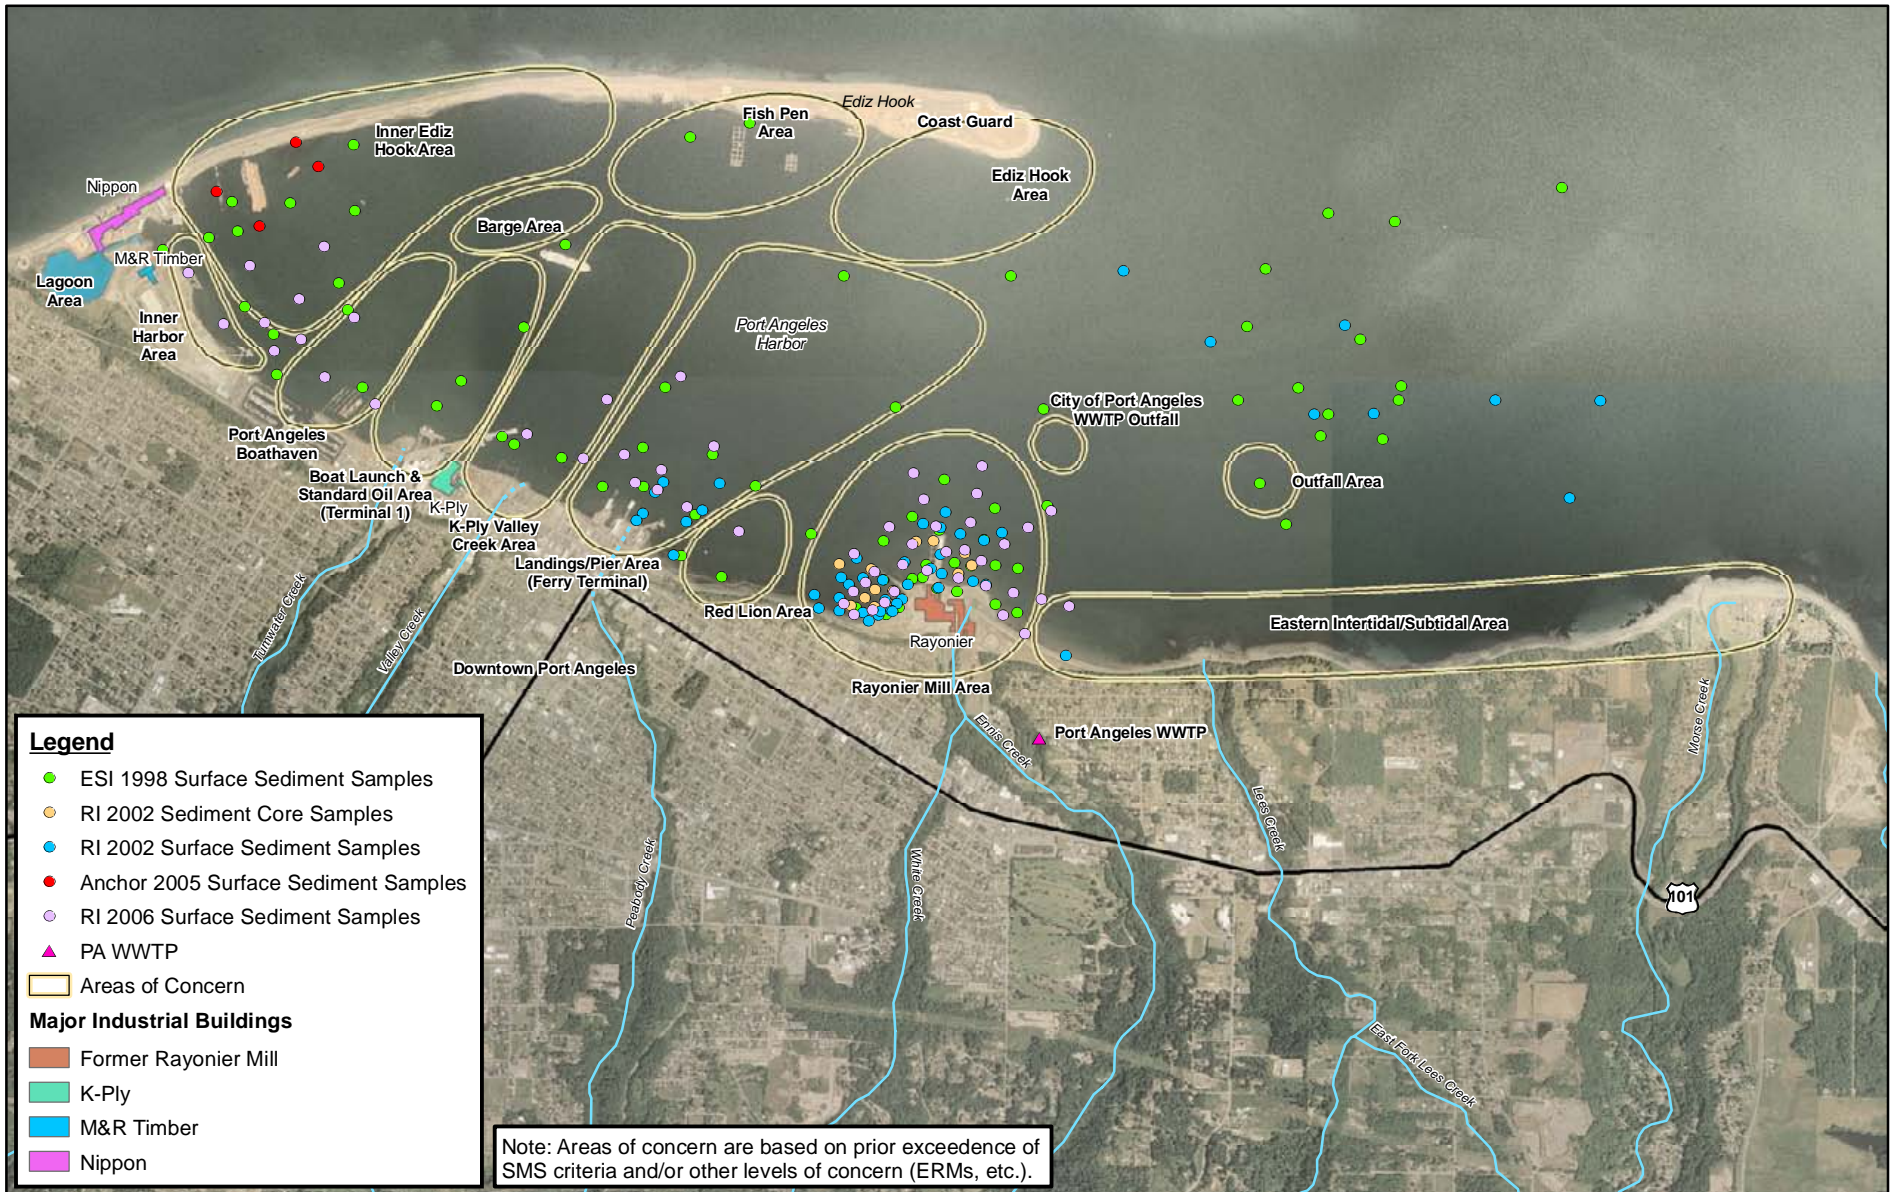 Ediz Hook
Fish Pen
Area
Coast Guard
Inner Ediz
Hook Area
Ediz Hook
Area
Nippon
Barge Area
M&R Timber
Lagoon
Area
Inner
Harbor
Area
Port Angeles
Harbor
City of Port Angeles
WWTP Outfall
Port Angeles
Boathaven
Boat Launch &
Standard Oil Area
(Terminal 1)
K-Ply
K-Ply Valley
Creek Area
Outfall Area
Landings/Pier Area
(Ferry Terminal)
Red Lion Area
Rayonier
Eastern Intertidal/Subtidal Area
Tumwater Creek
Valley Creek
Downtown Port Angeles
Rayonier Mill Area
Ennis Creek
Port Angeles WWTP
Morse Creek
Lees Creek
Peabody Creek
White Creek
101
East Fork Lees Creek
Legend
ESI 1998 Surface Sediment Samples
RI 2002 Sediment Core Samples
RI 2002 Surface Sediment Samples
Anchor 2005 Surface Sediment Samples
RI 2006 Surface Sediment Samples
PA WWTP
Areas of Concern
Major Industrial Buildings
Former Rayonier Mill
K-Ply
M&R Timber
Nippon
Note: Areas of concern are based on prior exceedence of
SMS criteria and/or other levels of concern (ERMs, etc.).